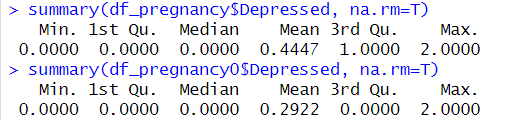 > summary(df_pregnancy$Depressed, na.rm=T)
Min. 1st Qu. Median Mean 3rd Qu. Max.
0.0000 0.0000 0.0000 0.4447 1.0000 2.0000
> summary(df_pregnancy0$Depressed, na.rm=T)
Min. 1st Qu. Median Mean 3rd Qu. Max.
0.0000 0.0000 0.0000 0.2922 0.0000 2.0000